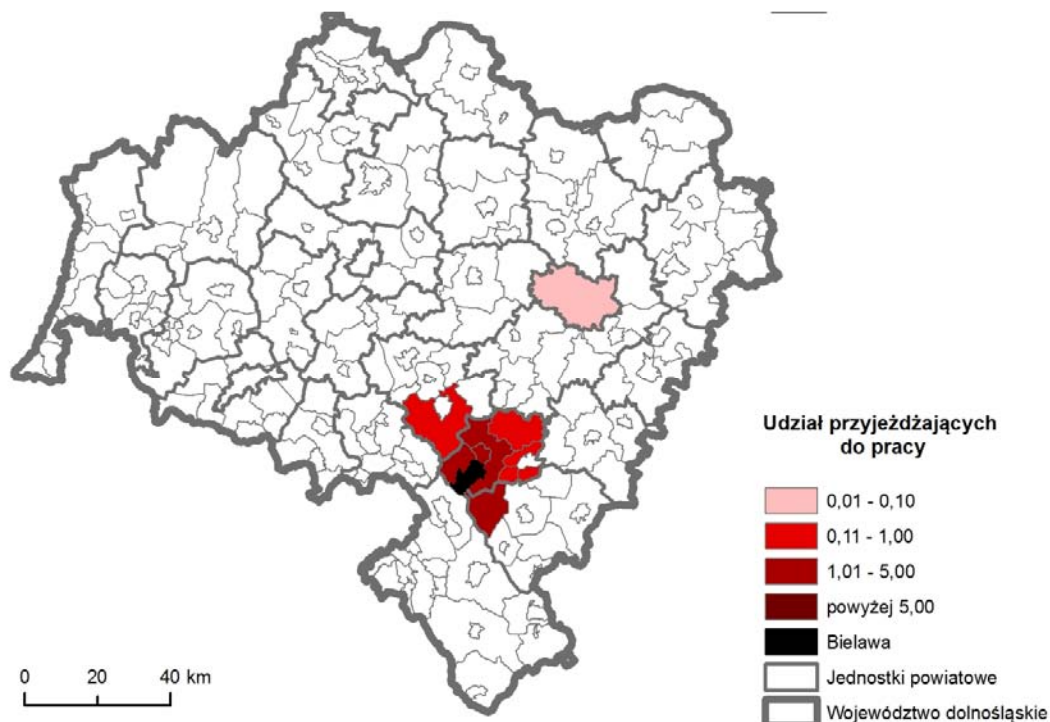 Udział przyjeżdżających
do pracy
0,01 - 0,10
0,11 - 1,00
1,01 - 5,00
powyżej 5,00
Bielawa
Jednostki powiatowe
Województwo dolnośląskie
0 20 40 km